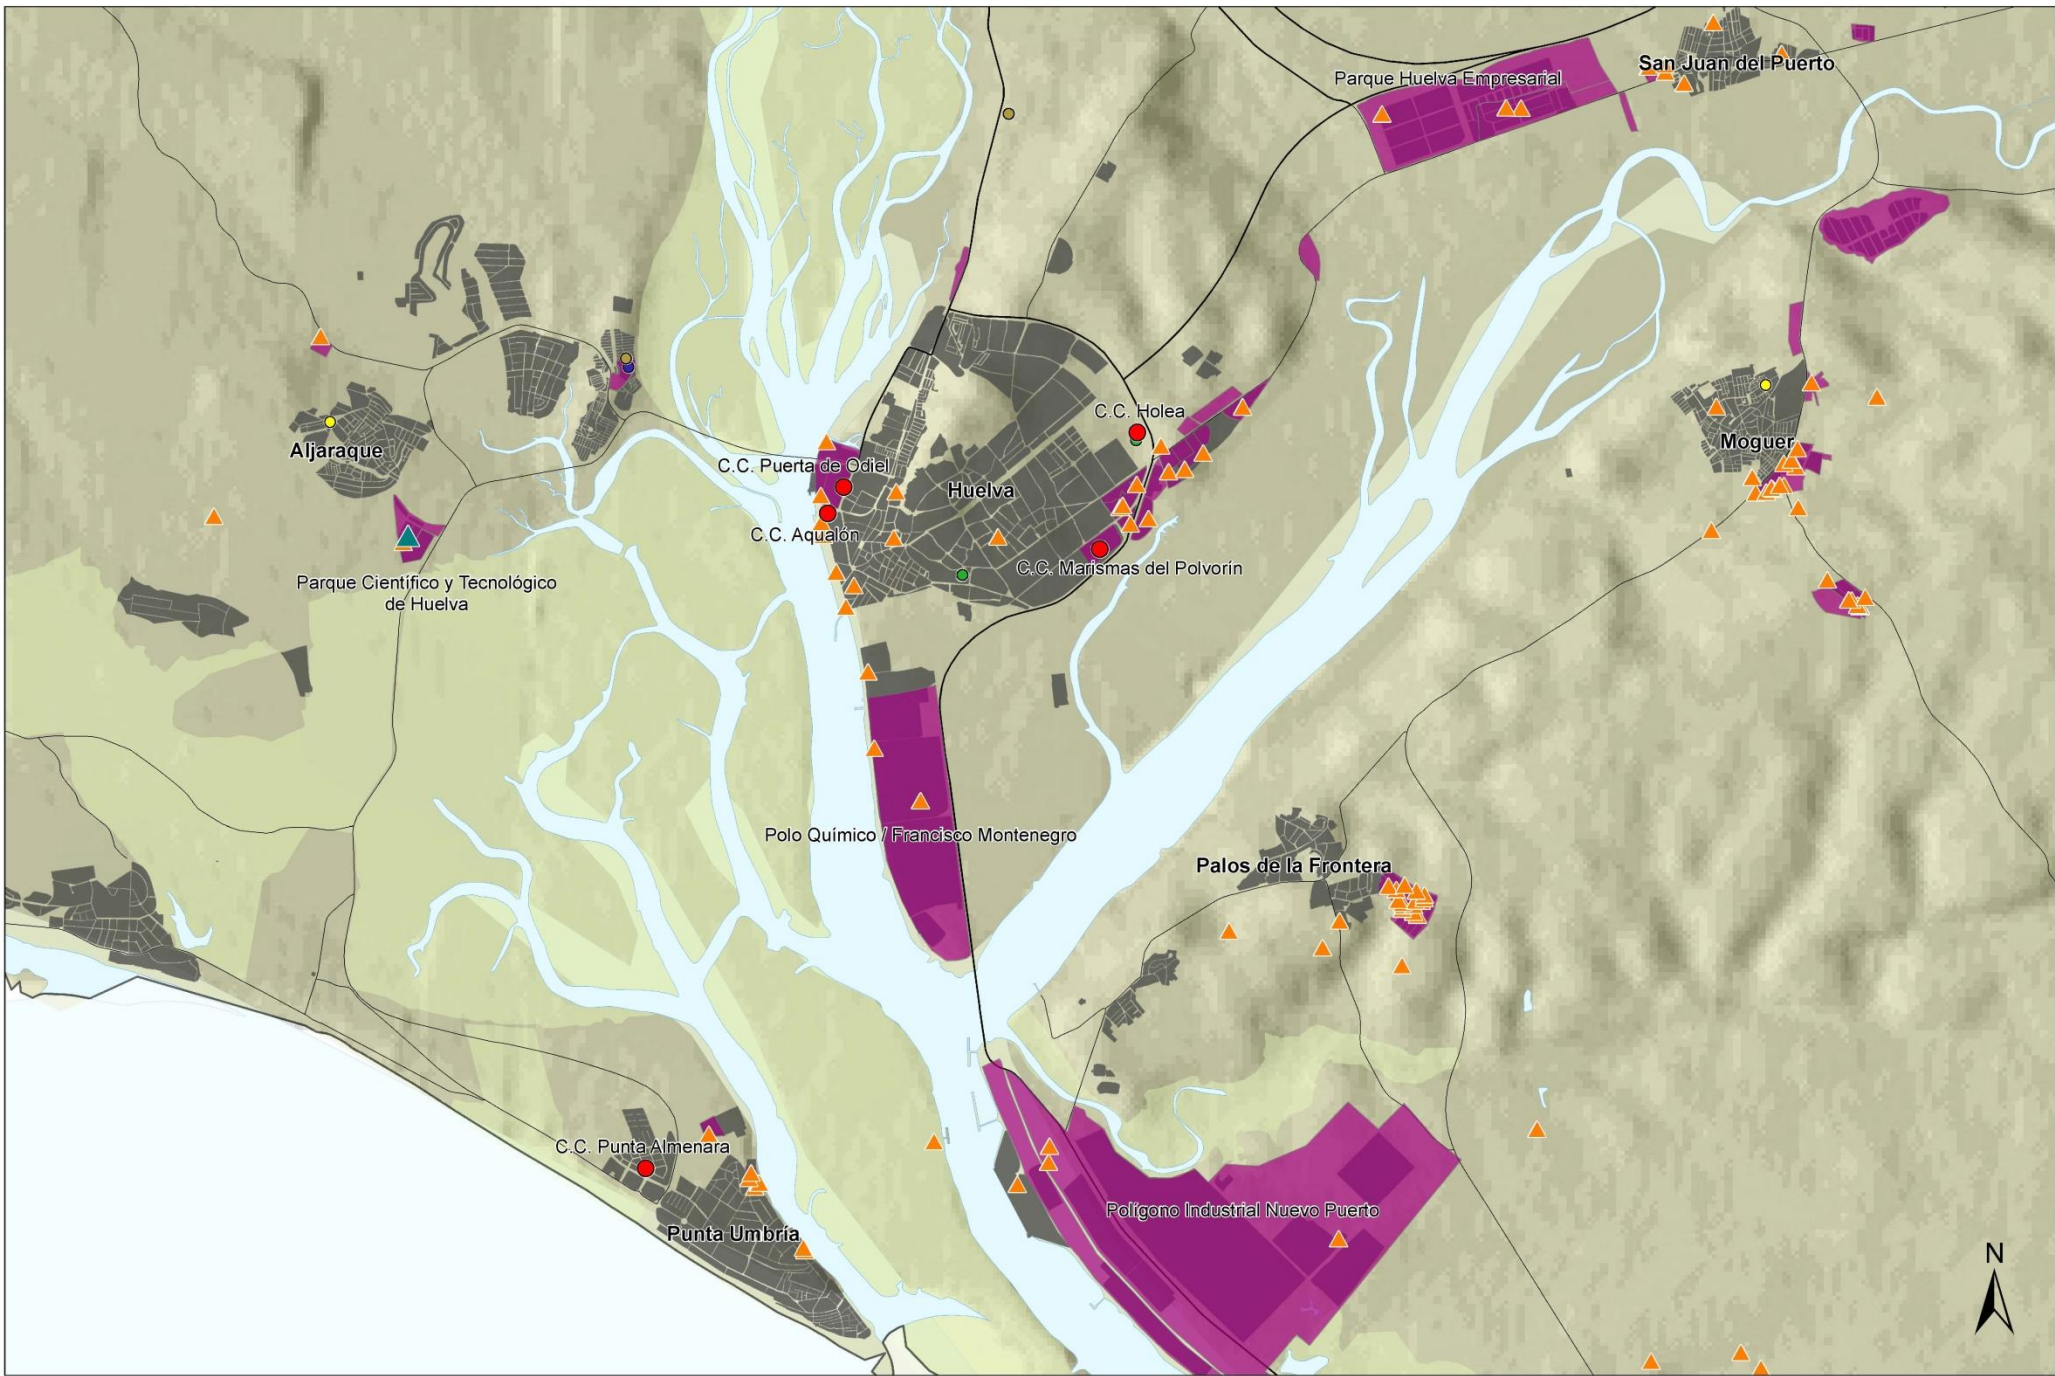 San Juan del Puerto
Parque Huelva Empresarial
C.C. Holea
Aljaraque
Moguer
C.C. Puerta de Odiel
Huelva
C.C. Aqualón
C.C. Marismas del Polvorín
Parque Científico y Tecnológico
de Huelva
Polo Químico / Francisco Montenegro
Palos de la Frontera
C.C. Punta Almenara
Polígono Industrial Nuevo Puerto
Punta Umbría
N